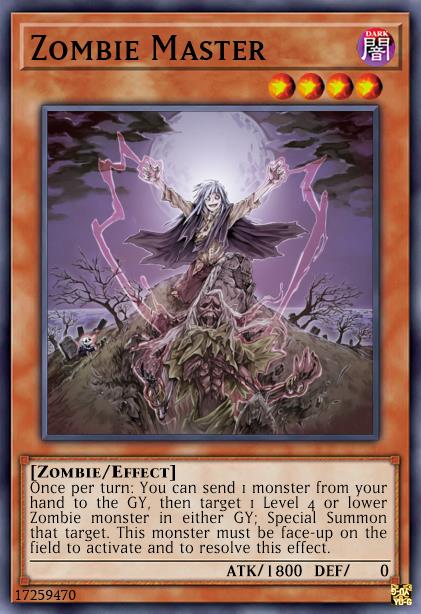 Zombie Master
DARK
闇
[Zombie/Effect]
Once per turn: You can send 1 monster from your
hand to the GY, then target 1 Level 4 or lower
Zombie monster in either GY; Special Summon
that target. This monster must be face-up on the
field to activate and to resolve this effect.
ATK/1800 DEF/ 0
17259470